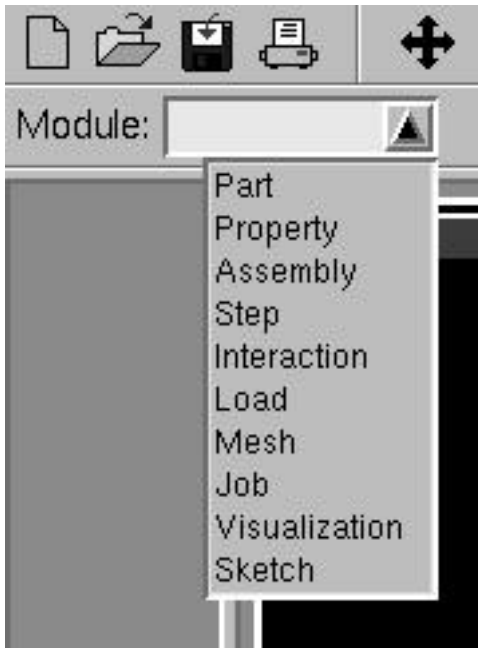 Module:
Part
Property
Assembly
Step
Interaction
Load
Mesh
Job
Visualization
Sketch